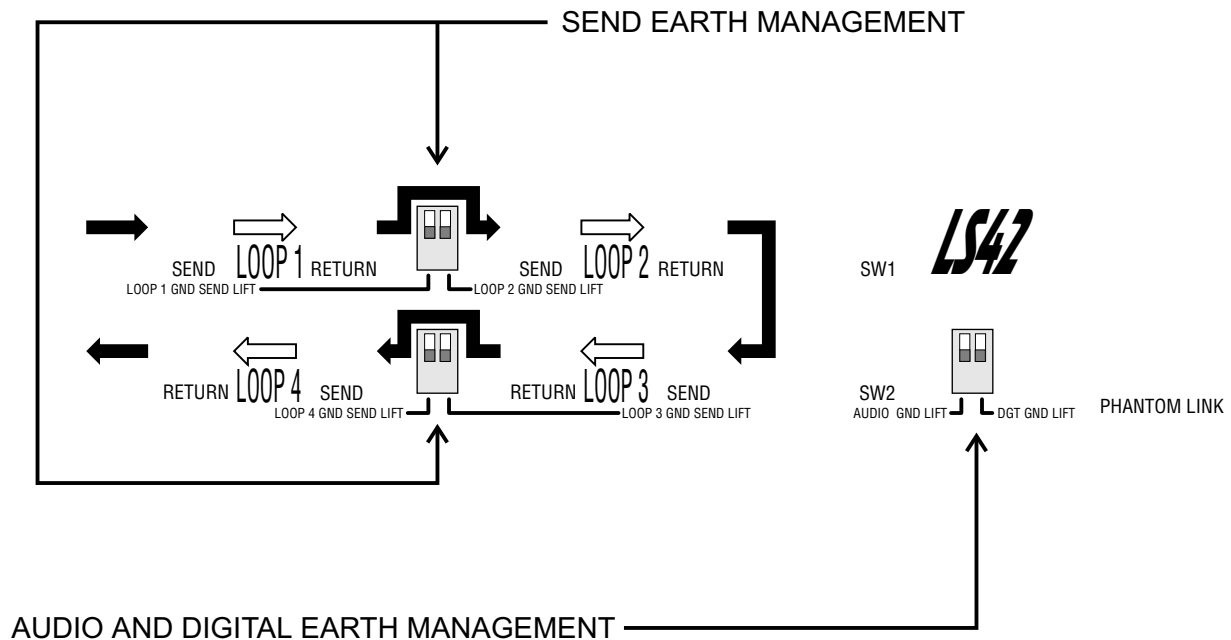 SEND EARTH MANAGEMENT
SEND LOOP 1 RETURN
LOOP 1 GND SEND LIFT
SEND LOOP 2 RETURN
LOOP 2 GND SEND LIFT
SW1
LS42
RETURN LOOP 4 SEND
LOOP 4 GND SEND LIFT
RETURN LOOP 3 SEND
LOOP 3 GND SEND LIFT
SW2
AUDIO GND LIFT
DGT GND LIFT
PHANTOM LINK
AUDIO AND DIGITAL EARTH MANAGEMENT